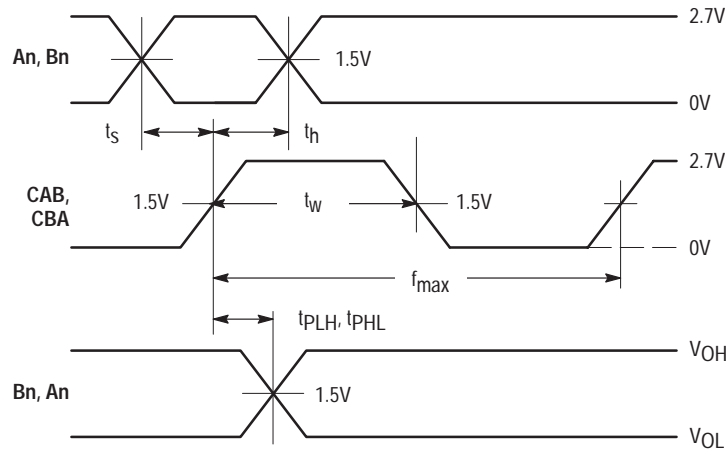 2.7V
An, Bn
1.5V
0V
ts
th
2.7V
CAB,
CBA
1.5V
tw
1.5V
0V
fmax
tPLH, tPHL
VOH
Bn, An
1.5V
VOL